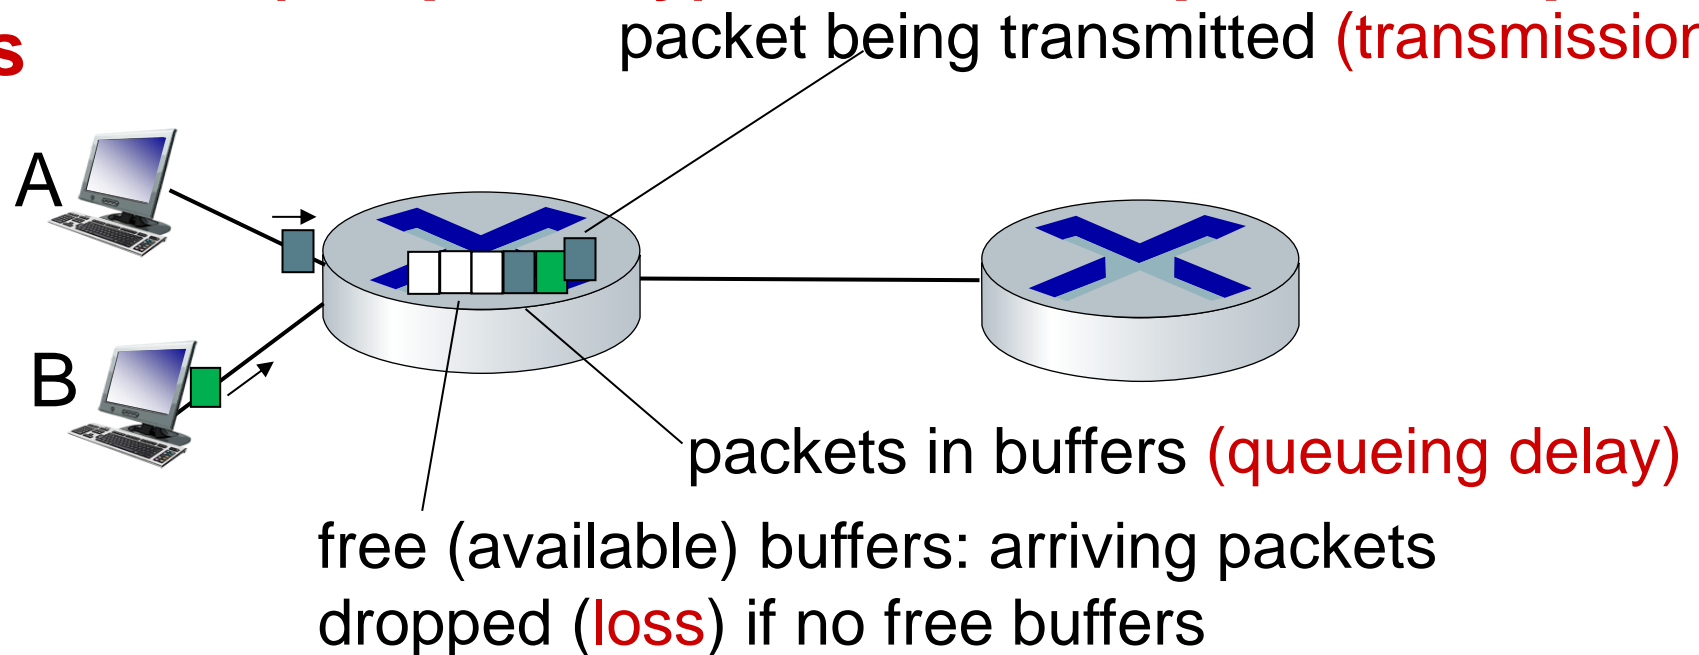 s
packet being transmitted (transmission
A
B
packets in buffers (queueing delay)
free (available) buffers: arriving packets
dropped (loss) if no free buffers